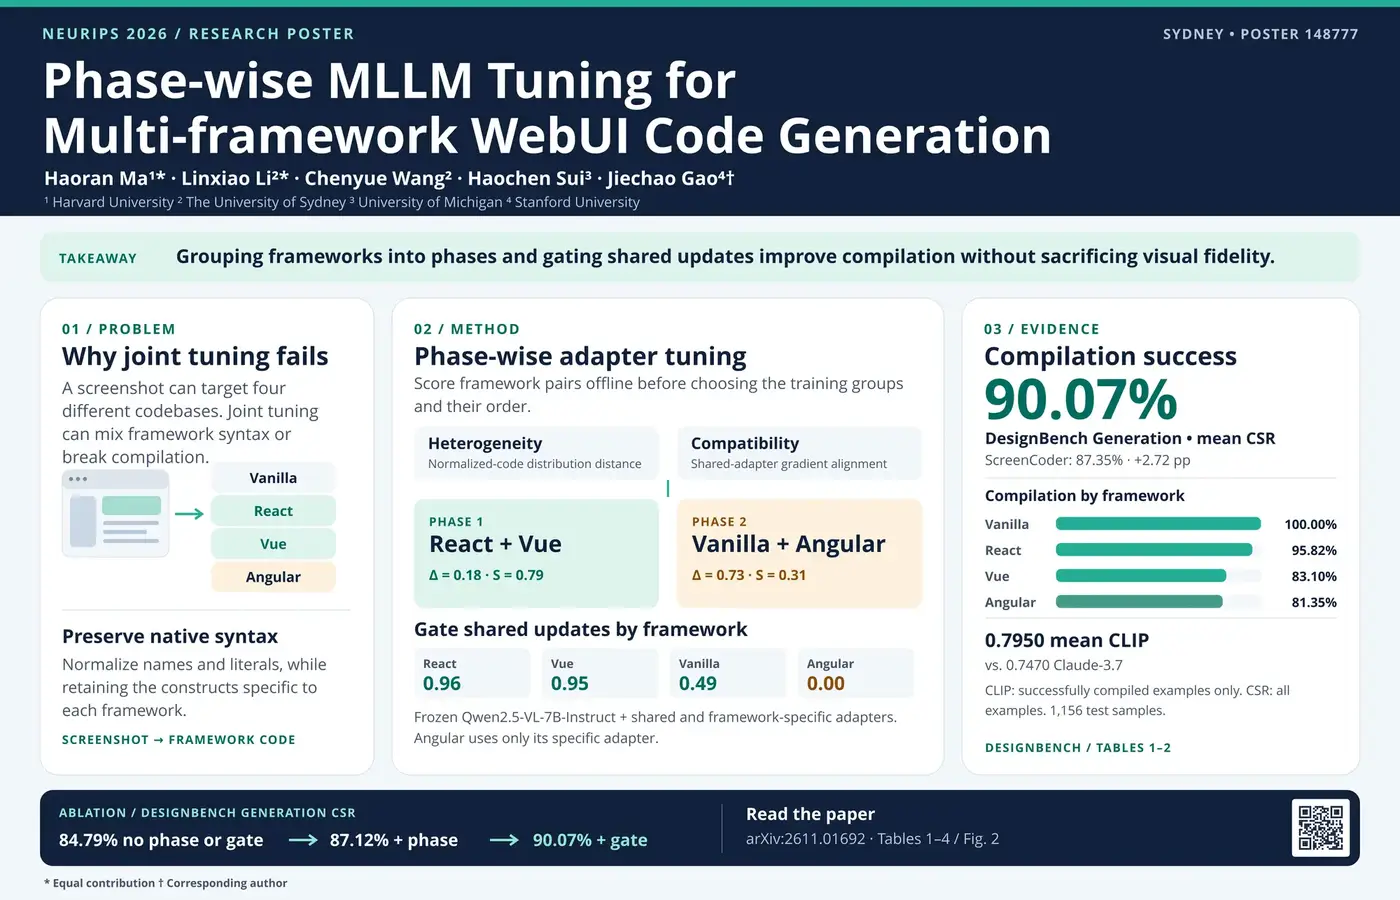 NEURIPS 2026 / RESEARCH POSTER
SYDNEY • POSTER 148777
Phase-wise MLLM Tuning for
Multi-framework WebUI Code Generation
Haoran Ma¹* · Linxiao Li²* · Chenyue Wang² · Haochen Sui³ · Jiechao Gao⁴†
¹ Harvard University ² The University of Sydney ³ University of Michigan ⁴ Stanford University
TAKEAWAY
Grouping frameworks into phases and gating shared updates improve compilation without sacrificing visual fidelity.
01 / PROBLEM
Why joint tuning fails
A screenshot can target four
different codebases. Joint tuning
can mix framework syntax or
break compilation.
Vanilla
React
Vue
Angular
Preserve native syntax
Normalize names and literals, while
retaining the constructs specific to
each framework.
SCREENSHOT → FRAMEWORK CODE
02 / METHOD
Phase-wise adapter tuning
Score framework pairs offline before choosing the training groups
and their order.
Heterogeneity
Normalized-code distribution distance
Compatibility
Shared-adapter gradient alignment
PHASE 1
React + Vue
Δ = 0.18 · S = 0.79
PHASE 2
Vanilla + Angular
Δ = 0.73 · S = 0.31
Gate shared updates by framework
React
0.96
Vue
0.95
Vanilla
0.49
Angular
0.00
Frozen Qwen2.5-VL-7B-Instruct + shared and framework-specific adapters.
Angular uses only its specific adapter.
03 / EVIDENCE
Compilation success
90.07%
DesignBench Generation • mean CSR
ScreenCoder: 87.35% · +2.72 pp
Compilation by framework
Vanilla 100.00%
React 95.82%
Vue 83.10%
Angular 81.35%
0.7950 mean CLIP
vs. 0.7470 Claude-3.7
CLIP: successfully compiled examples only. CSR: all
examples. 1,156 test samples.
DESIGNBENCH / TABLES 1–2
ABLATION / DESIGNBENCH GENERATION CSR
84.79% no phase or gate → 87.12% + phase → 90.07% + gate
Read the paper
arXiv:2611.01692 · Tables 1–4 / Fig. 2
* Equal contribution † Corresponding author